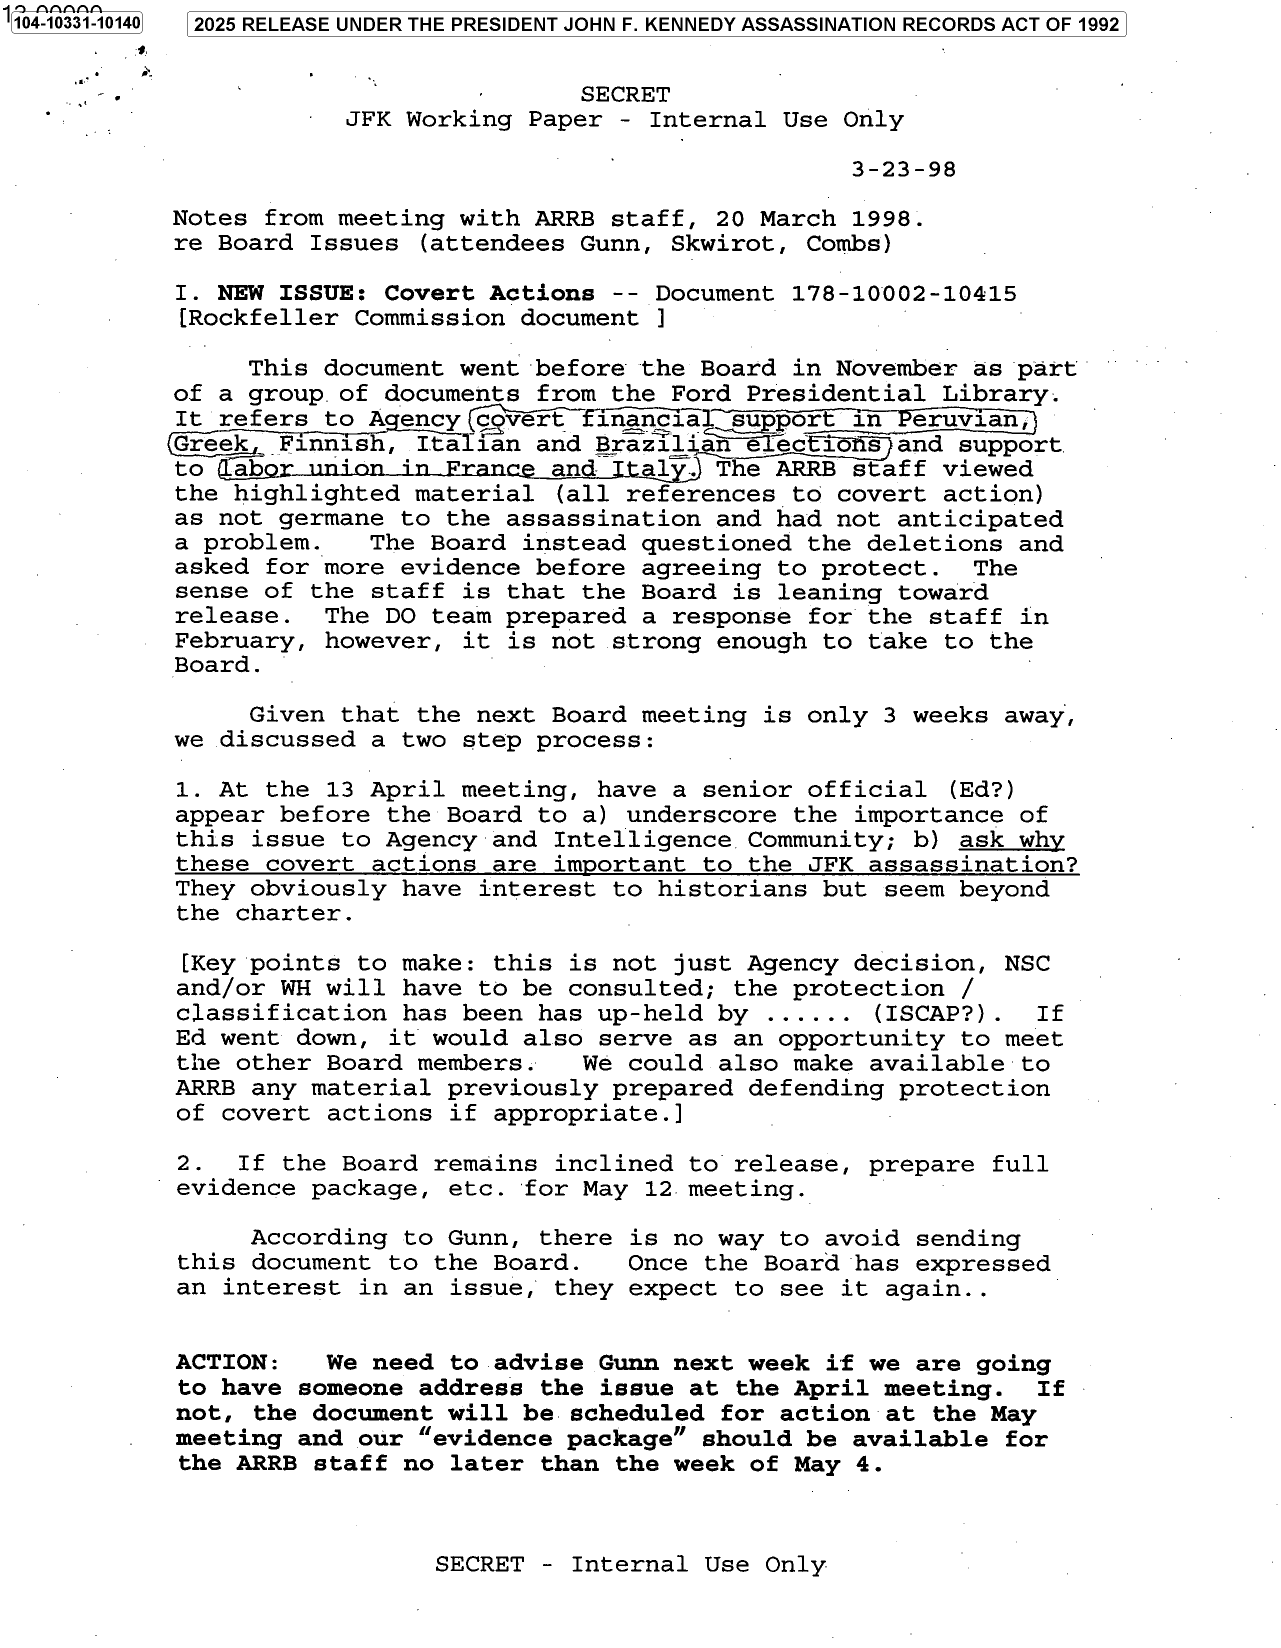 104-10331-10140
2025 RELEASE UNDER THE PRESIDENT JOHN F. KENNEDY ASSASSINATION RECORDS ACT OF 1992
SECRET
JFK Working Paper - Internal Use Only
3-23-98
Notes from meeting with ARRB staff, 20 March 1998.
re Board Issues (attendees Gunn, Skwirot, Combs)
I. NEW ISSUE: Covert Actions -- Document 178-10002-10415
[Rockfeller Commission document ]
This document went before the Board in November as part
of a group of documents from the Ford Presidential Library.
It refers to Agency covert financial support in Peruvian,
Greek, Finnish, Italian and Brazilian elections and support
to labor union in France and Italy. The ARRB staff viewed
the highlighted material (all references to covert action)
as not germane to the assassination and had not anticipated
a problem. The Board instead questioned the deletions and
asked for more evidence before agreeing to protect. The
sense of the staff is that the Board is leaning toward
release. The DO team prepared a response for the staff in
February, however, it is not strong enough to take to the
Board.
Given that the next Board meeting is only 3 weeks away,
we discussed a two step process:
1. At the 13 April meeting, have a senior official (Ed?)
appear before the Board to a) underscore the importance of
this issue to Agency and Intelligence Community; b) ask why
these covert actions are important to the JFK assassination?
They obviously have interest to historians but seem beyond
the charter.
[Key points to make: this is not just Agency decision, NSC
and/or WH will have to be consulted; the protection /
classification has been has up-held by ...... (ISCAP?). If
Ed went down, it would also serve as an opportunity to meet
the other Board members. We could also make available to
ARRB any material previously prepared defending protection
of covert actions if appropriate.]
2. If the Board remains inclined to release, prepare full
evidence package, etc. for May 12 meeting.
According to Gunn, there is no way to avoid sending
this document to the Board. Once the Board has expressed
an interest in an issue, they expect to see it again..
ACTION: We need to advise Gunn next week if we are going
to have someone address the issue at the April meeting. If
not, the document will be scheduled for action at the May
meeting and our “evidence package” should be available for
the ARRB staff no later than the week of May 4.
SECRET - Internal Use Only